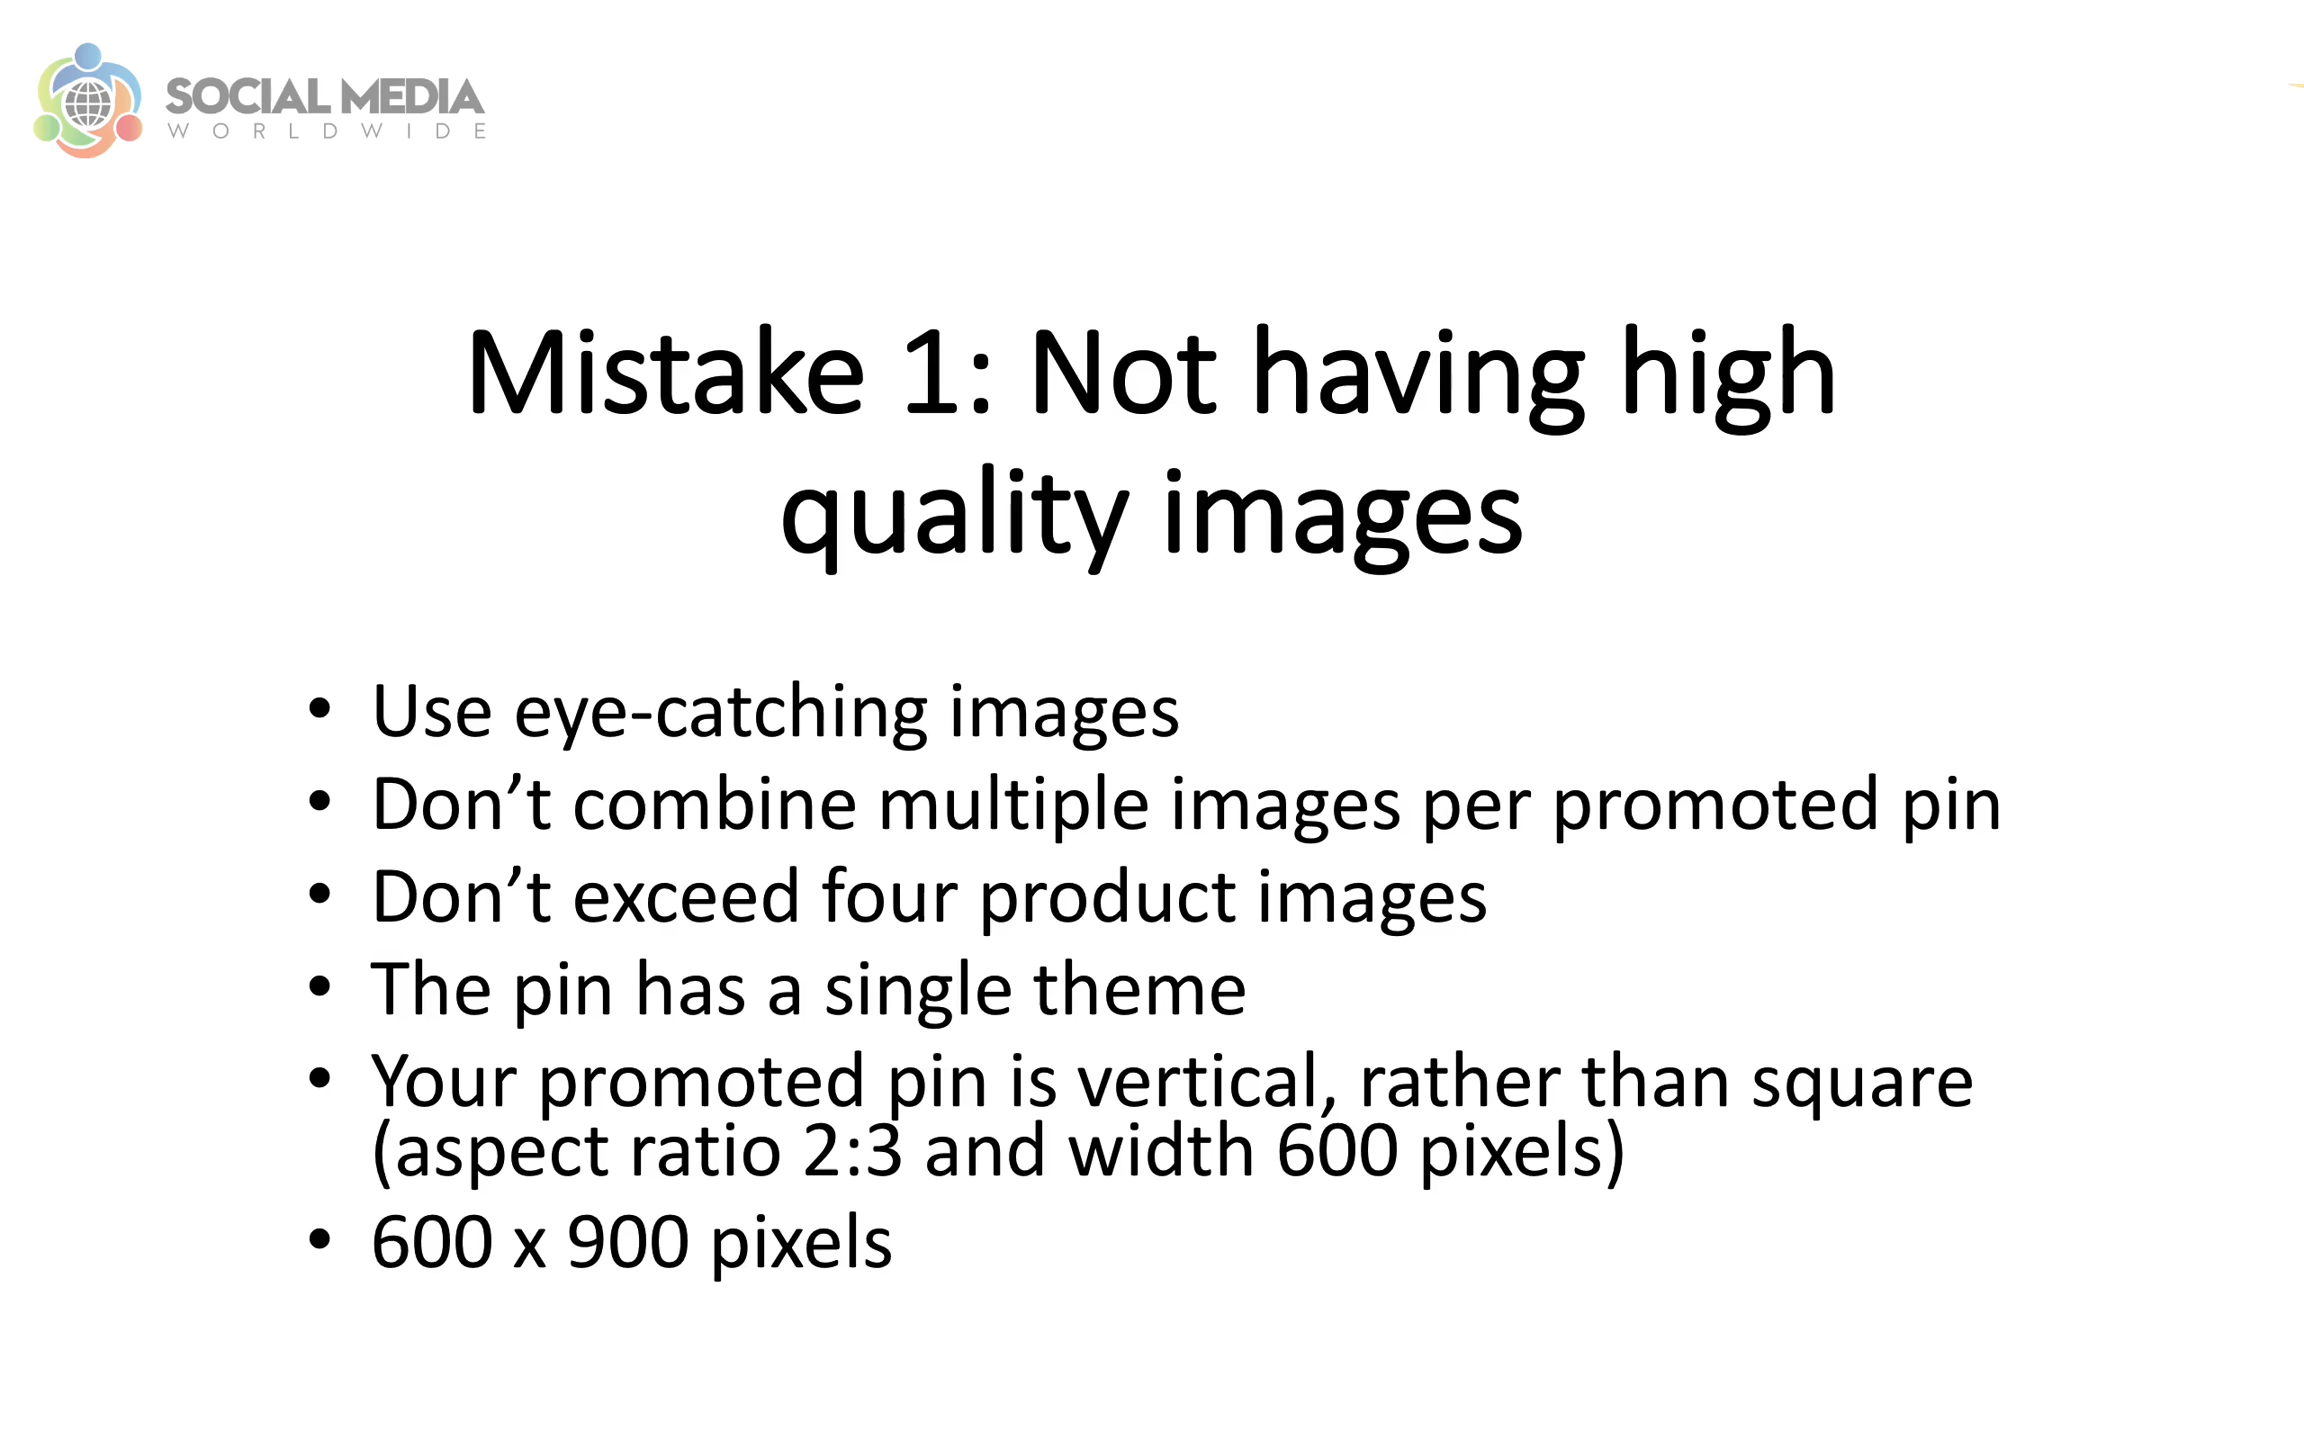 SOCIAL MEDIA
WORLDWIDE
Mistake 1: Not having high
quality images
• Use eye-catching images
• Don’t combine multiple images per promoted pin
• Don’t exceed four product images
• The pin has a single theme
• Your promoted pin is vertical, rather than square
(aspect ratio 2:3 and width 600 pixels)
• 600 x 900 pixels